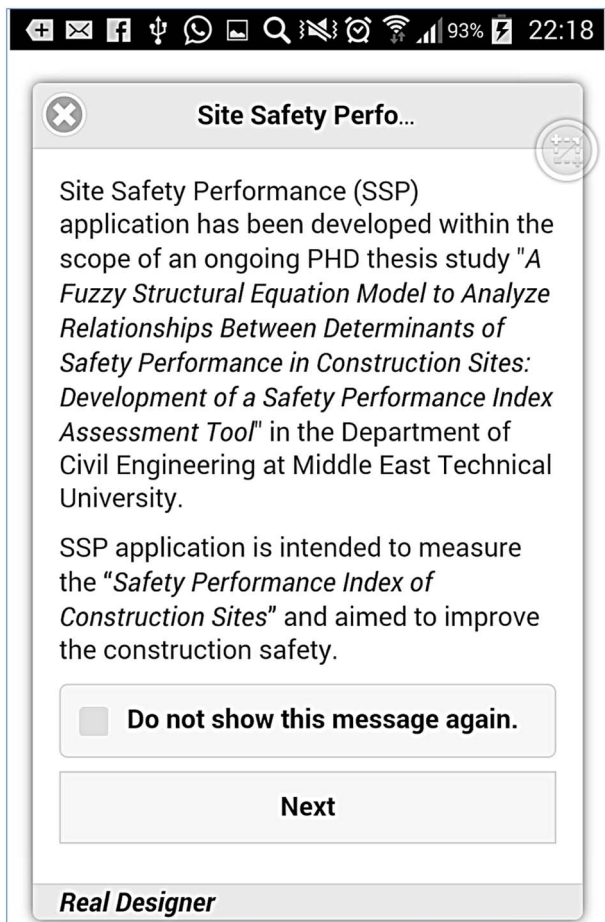 93% 22:18
Site Safety Perfo...
Site Safety Performance (SSP)
application has been developed within the
scope of an ongoing PHD thesis study "A
Fuzzy Structural Equation Model to Analyze
Relationships Between Determinants of
Safety Performance in Construction Sites:
Development of a Safety Performance Index
Assessment Tool" in the Department of
Civil Engineering at Middle East Technical
University.
SSP application is intended to measure
the “Safety Performance Index of
Construction Sites” and aimed to improve
the construction safety.
Do not show this message again.
Next
Real Designer